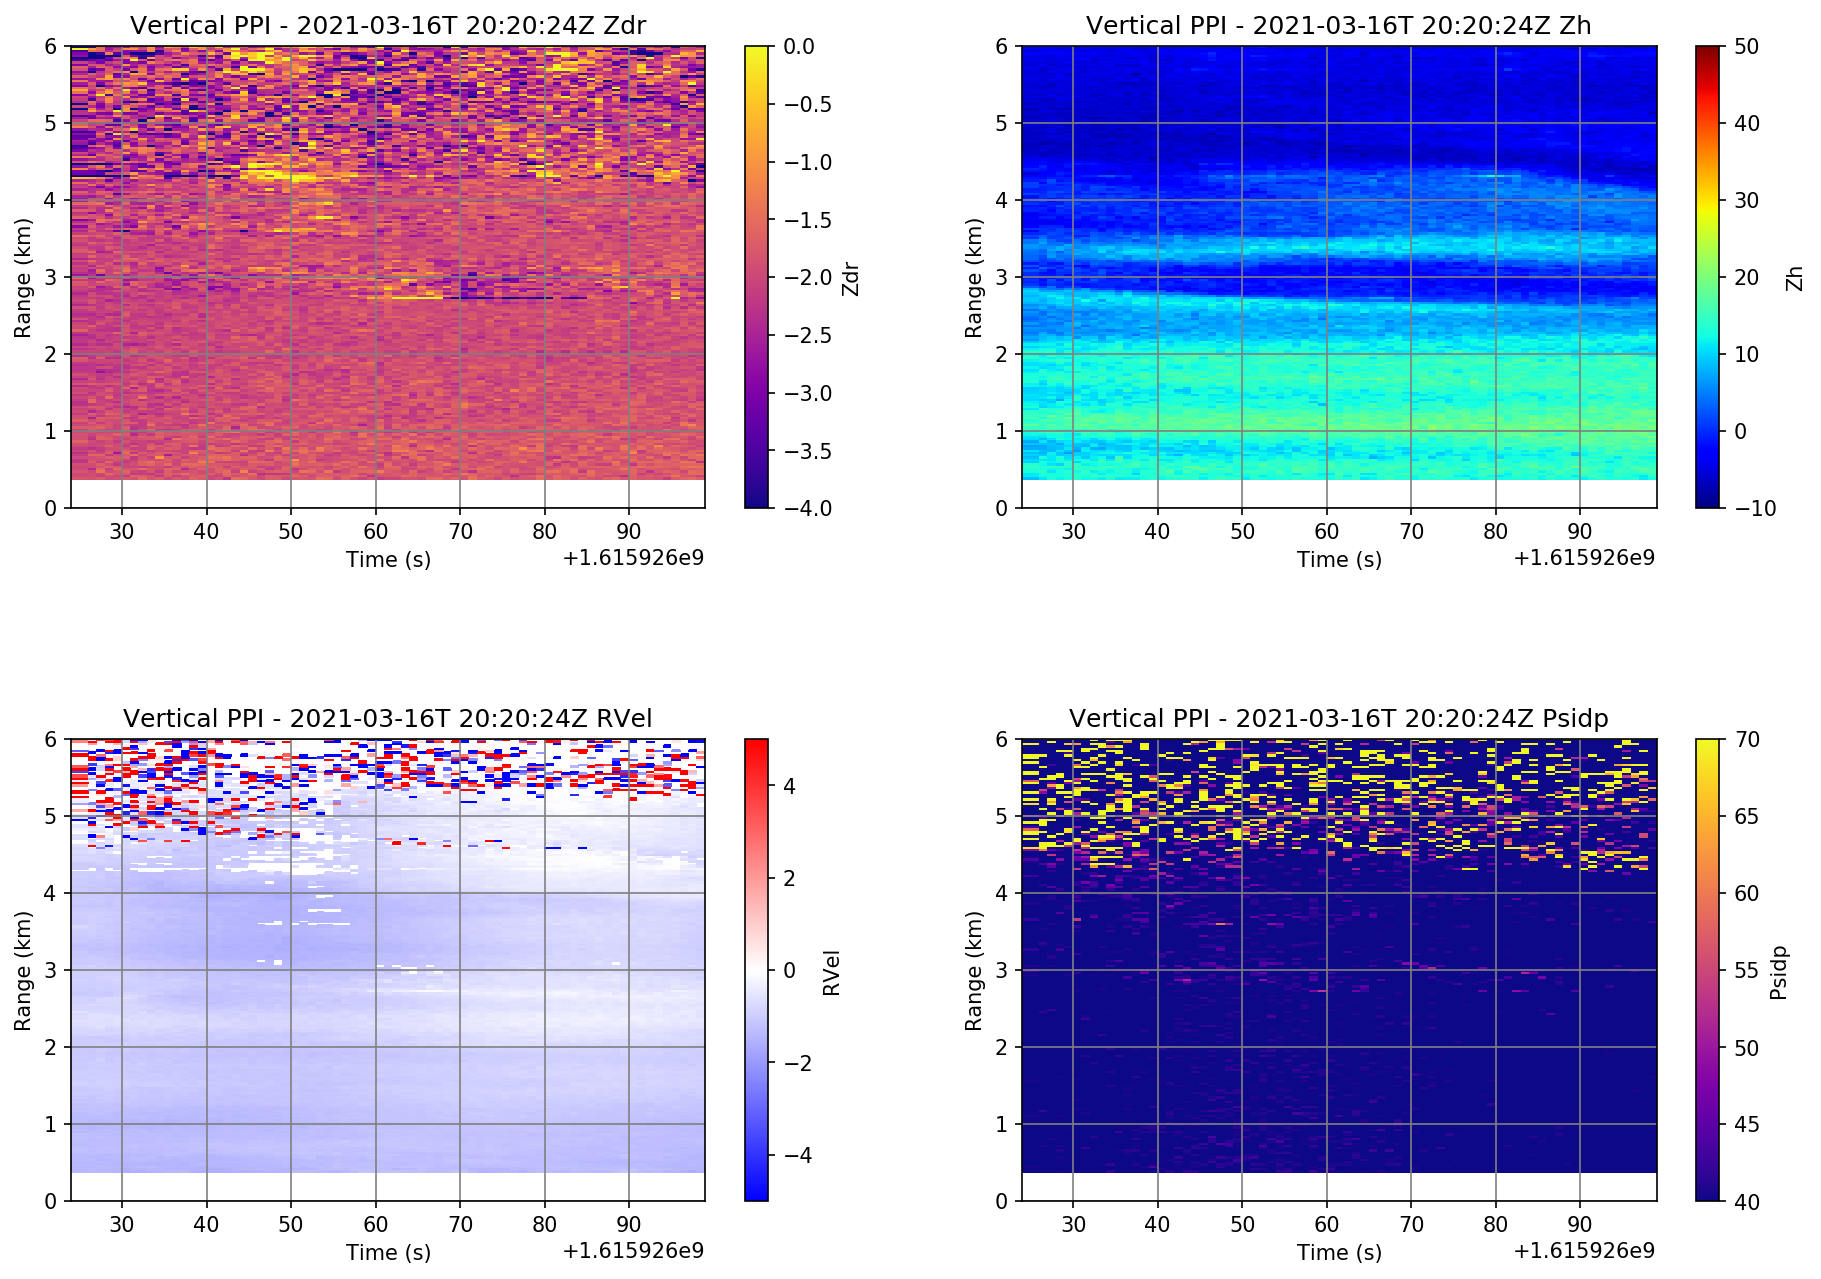 Vertical PPI - 2021-03-16T 20:20:24Z Zdr
6
5
4
3
2
1
0
Range (km)
30 40 50 60 70 80 90
Time (s)
+1.615926e9
0.0
−0.5
−1.0
−1.5
−2.0
−2.5
−3.0
−3.5
−4.0
Zdr
Vertical PPI - 2021-03-16T 20:20:24Z Zh
6
5
4
3
2
1
0
Range (km)
30 40 50 60 70 80 90
Time (s)
+1.615926e9
50
40
30
20
10
0
−10
Zh
Vertical PPI - 2021-03-16T 20:20:24Z RVel
6
5
4
3
2
1
0
Range (km)
30 40 50 60 70 80 90
Time (s)
+1.615926e9
4
2
0
−2
−4
RVel
Vertical PPI - 2021-03-16T 20:20:24Z Psidp
6
5
4
3
2
1
0
Range (km)
30 40 50 60 70 80 90
Time (s)
+1.615926e9
70
65
60
55
50
45
40
Psidp